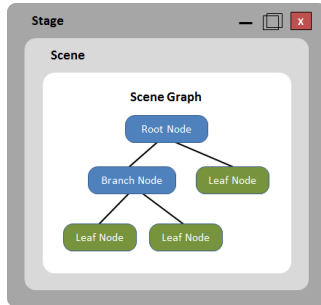 Stage
X
Scene
Scene Graph
Root Node
Branch Node
Leaf Node
Leaf Node
Leaf Node